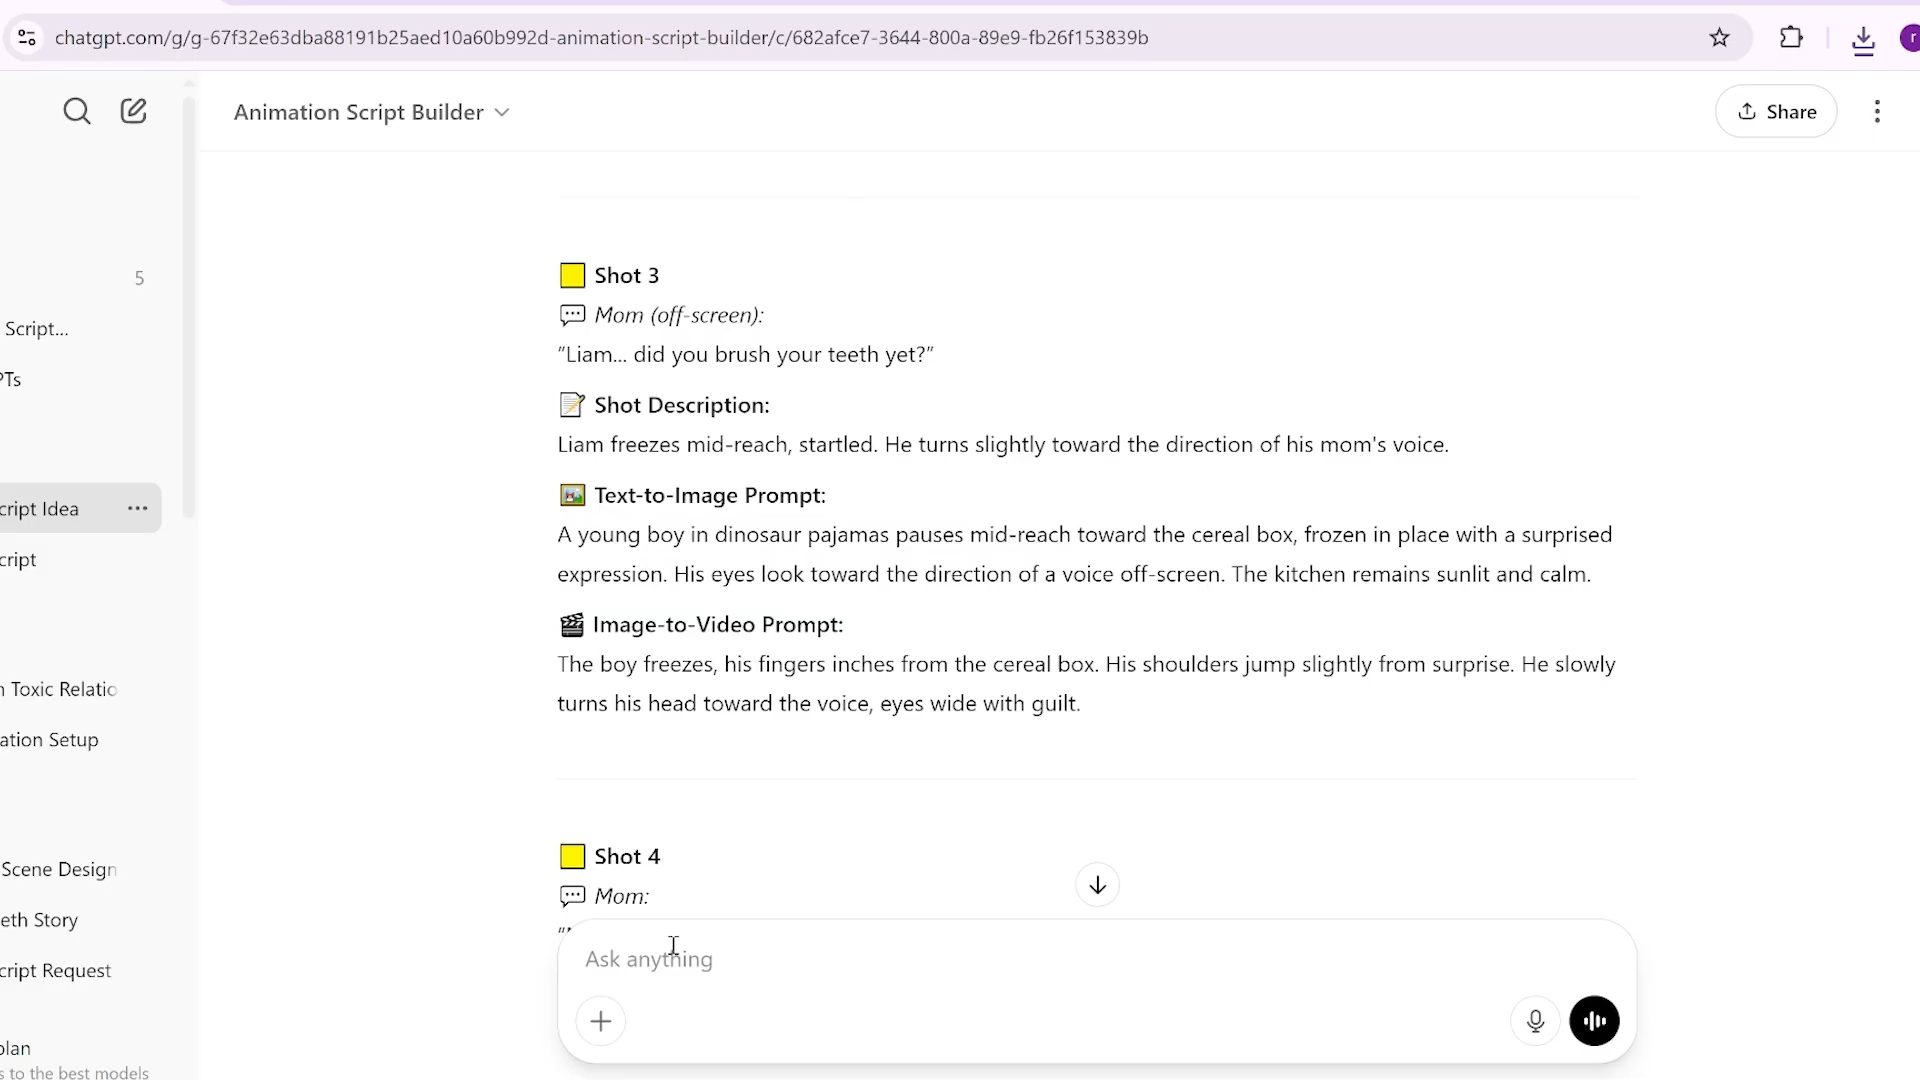 chatgpt.com/g/g-67f32e63dba88191b25aed10a60b992d-animation-script-builder/c/682afce7-3644-800a-89e9-fb26f153839b
r
Animation Script Builder
Share
5
Script...
PTs
cript Idea
cript
n Toxic Relatio
ation Setup
Scene Design
eth Story
cript Request
plan
s to the best models
Shot 3
Mom (off-screen):
"Liam... did you brush your teeth yet?"
Shot Description:
Liam freezes mid-reach, startled. He turns slightly toward the direction of his mom's voice.
Text-to-Image Prompt:
A young boy in dinosaur pajamas pauses mid-reach toward the cereal box, frozen in place with a surprised
expression. His eyes look toward the direction of a voice off-screen. The kitchen remains sunlit and calm.
Image-to-Video Prompt:
The boy freezes, his fingers inches from the cereal box. His shoulders jump slightly from surprise. He slowly
turns his head toward the voice, eyes wide with guilt.
Shot 4
Mom:
Ask anything